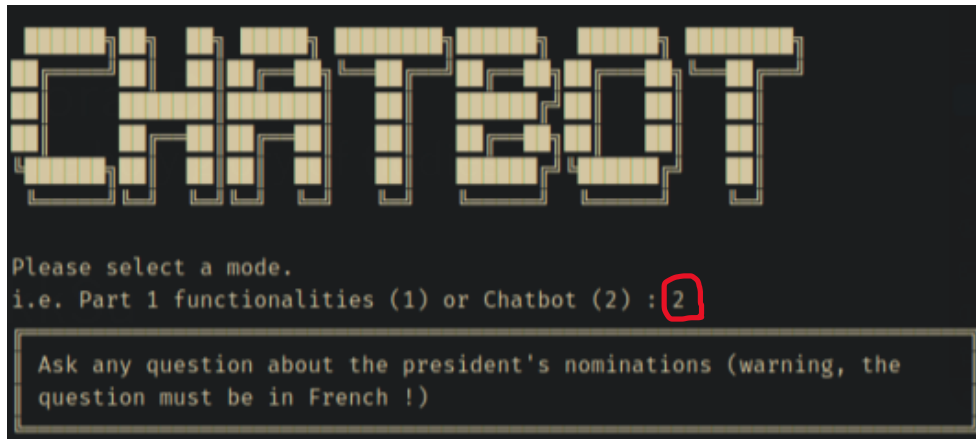 CHATBOT
Please select a mode.
i.e. Part 1 functionalities (1) or Chatbot (2) : 2
Ask any question about the president's nominations (warning, the
question must be in French !)